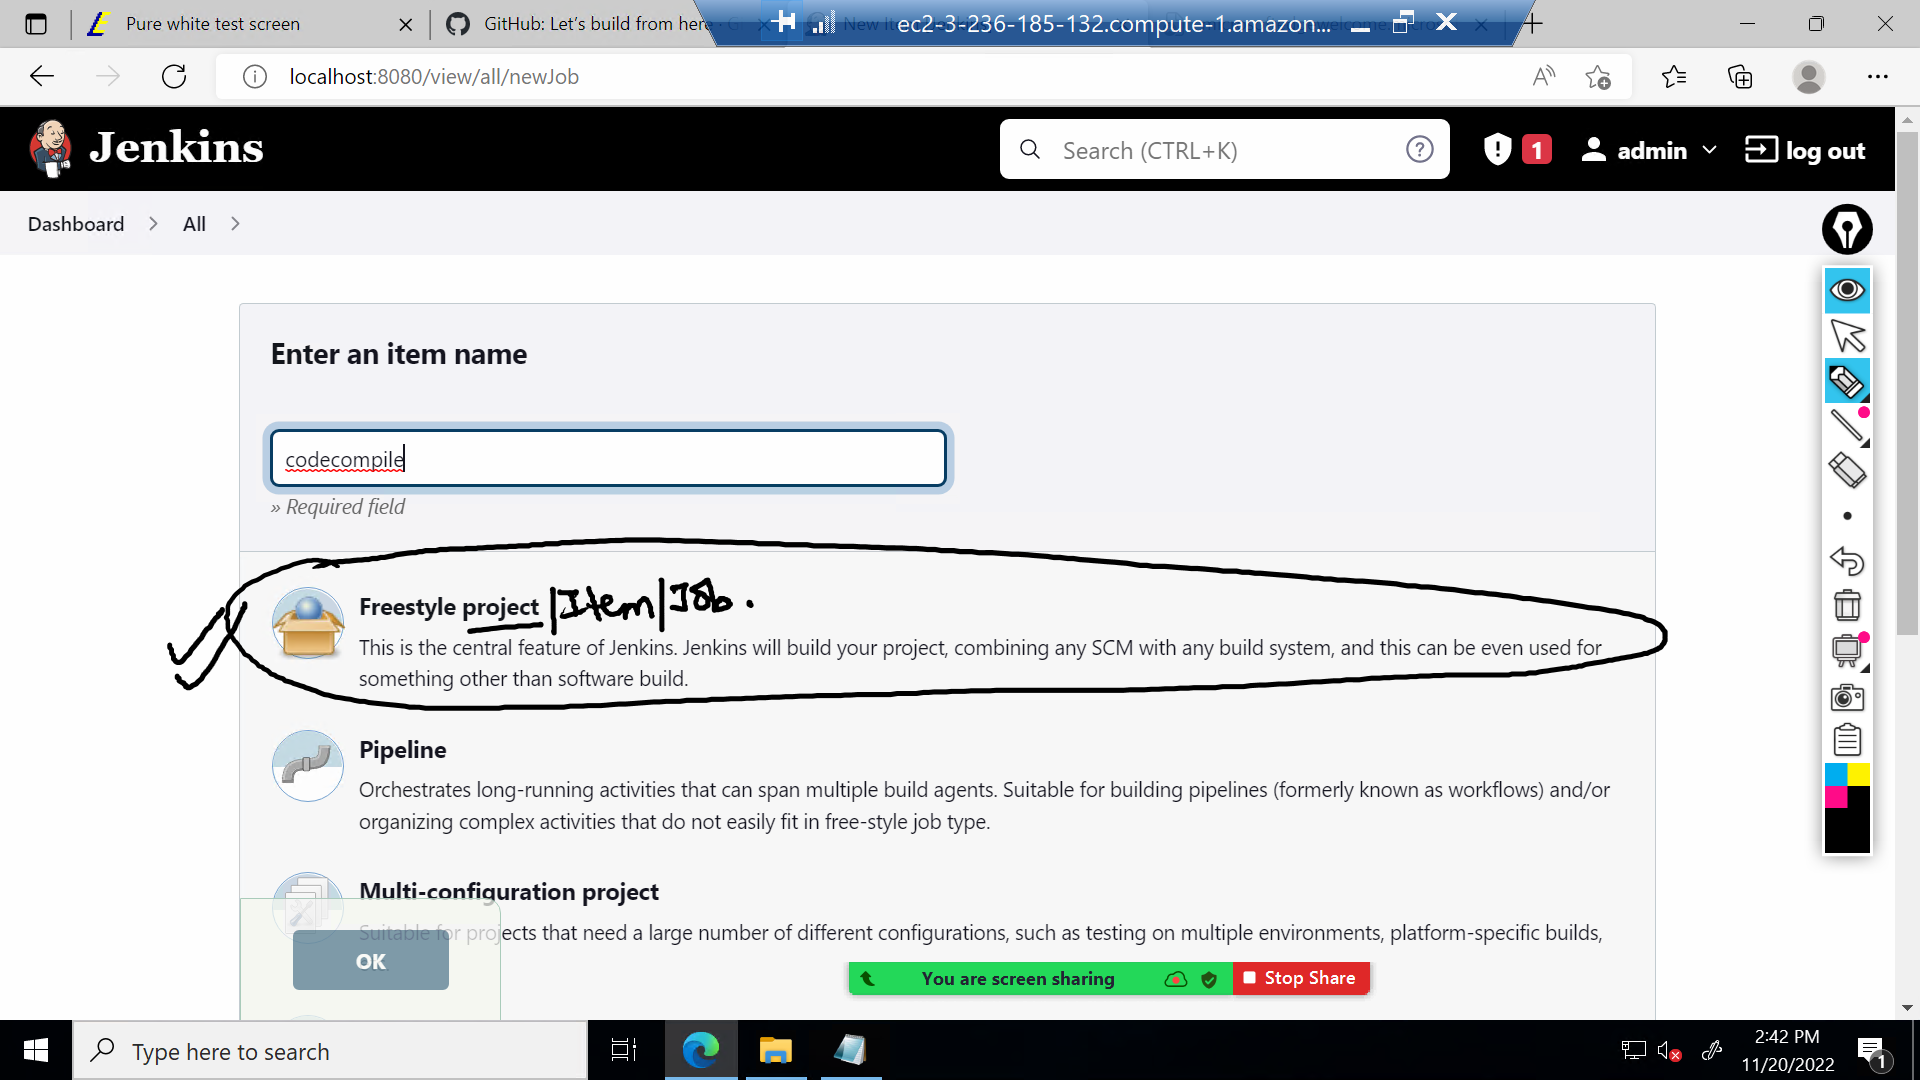 Pure white test screen
GitHub: Let's build from here · G
New
ec2-3-236-185-132.compute-1.amazon...
localhost:8080/view/all/newJob
Jenkins
Search (CTRL+K)
1
admin
log out
Dashboard
All
Enter an item name
codecompile
» Required field
Freestyle project |Item|Job.
This is the central feature of Jenkins. Jenkins will build your project, combining any SCM with any build system, and this can be even used for
something other than software build.
Pipeline
Orchestrates long-running activities that can span multiple build agents. Suitable for building pipelines (formerly known as workflows) and/or
organizing complex activities that do not easily fit in free-style job type.
Multi-configuration project
Suitable for projects that need a large number of different configurations, such as testing on multiple environments, platform-specific builds,
OK
You are screen sharing
Stop Share
Type here to search
2:42 PM
11/20/2022
1